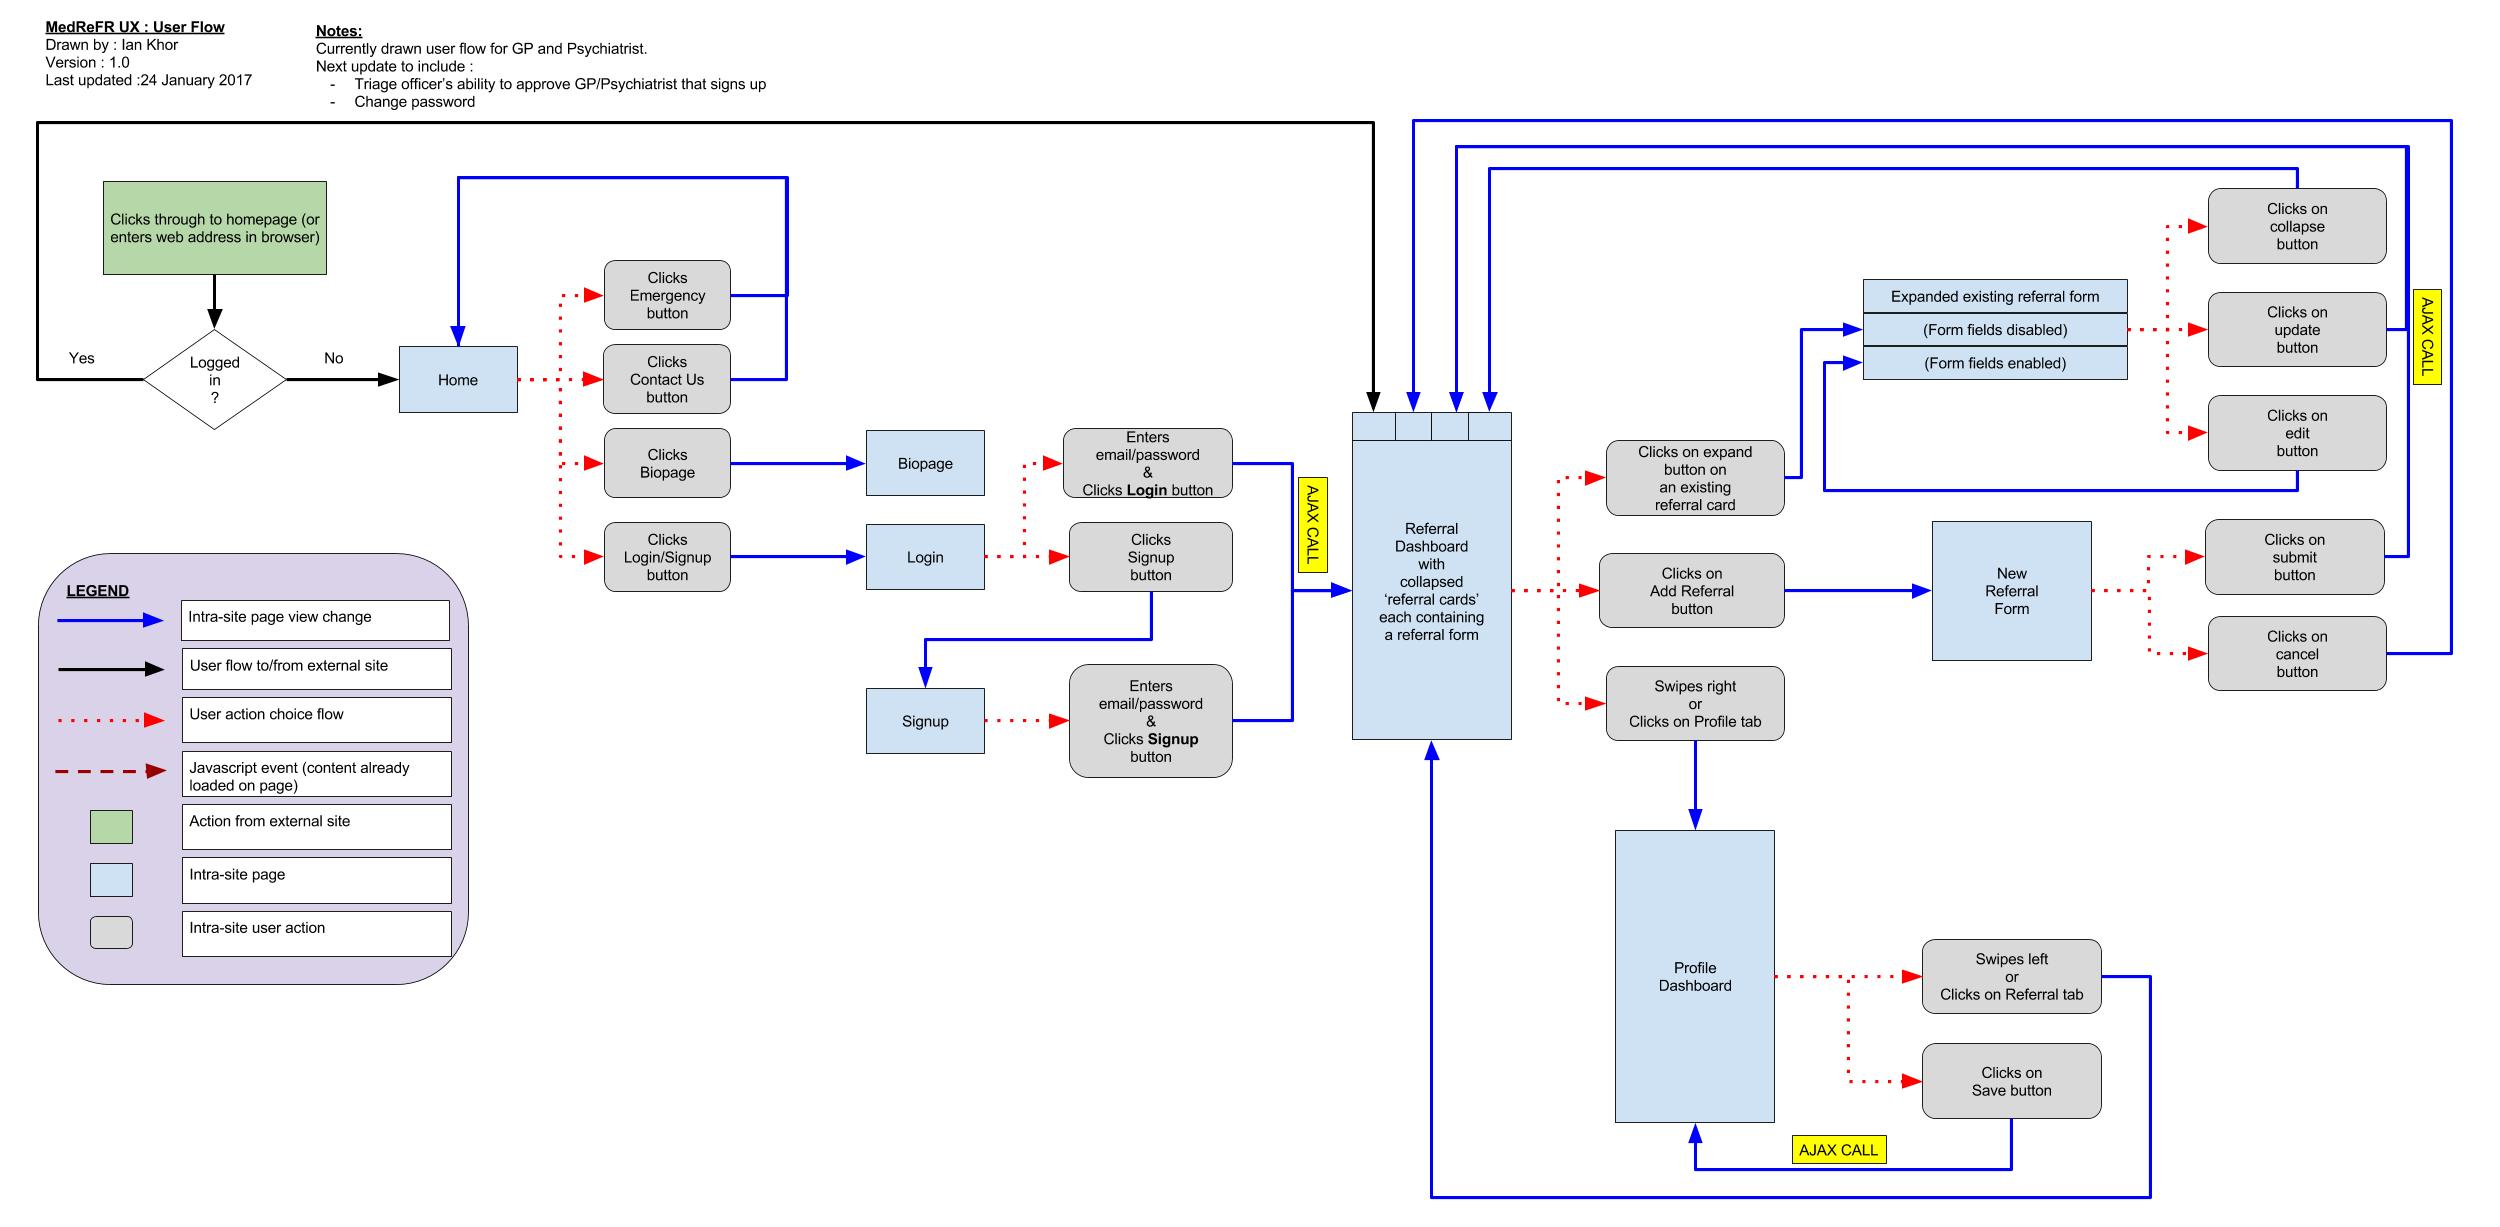 MedReFR UX : User Flow
Drawn by : Ian Khor
Version : 1.0
Last updated :24 January 2017
Notes:
Currently drawn user flow for GP and Psychiatrist.
Next update to include :
- Triage officer's ability to approve GP/Psychiatrist that signs up
- Change password
Clicks through to homepage (or
enters web address in browser)
Yes
Logged
in
?
No
Home
Clicks
Emergency
button
Clicks
Contact Us
button
Clicks
Biopage
Clicks
Login/Signup
button
Biopage
Login
Signup
Enters
email/password
&
Clicks Login button
Clicks
Signup
button
Enters
email/password
&
Clicks Signup
button
AJAX CALL
Referral
Dashboard
with
collapsed
‘referral cards’
each containing
a referral form
Clicks on expand
button on
an existing
referral card
Clicks on
Add Referral
button
Swipes right
or
Clicks on Profile tab
Expanded existing referral form
(Form fields disabled)
(Form fields enabled)
New
Referral
Form
Clicks on
collapse
button
Clicks on
update
button
Clicks on
edit
button
Clicks on
submit
button
Clicks on
cancel
button
AJAX CALL
Profile
Dashboard
Swipes left
or
Clicks on Referral tab
Clicks on
Save button
AJAX CALL
LEGEND
Intra-site page view change
User flow to/from external site
User action choice flow
Javascript event (content already
loaded on page)
Action from external site
Intra-site page
Intra-site user action